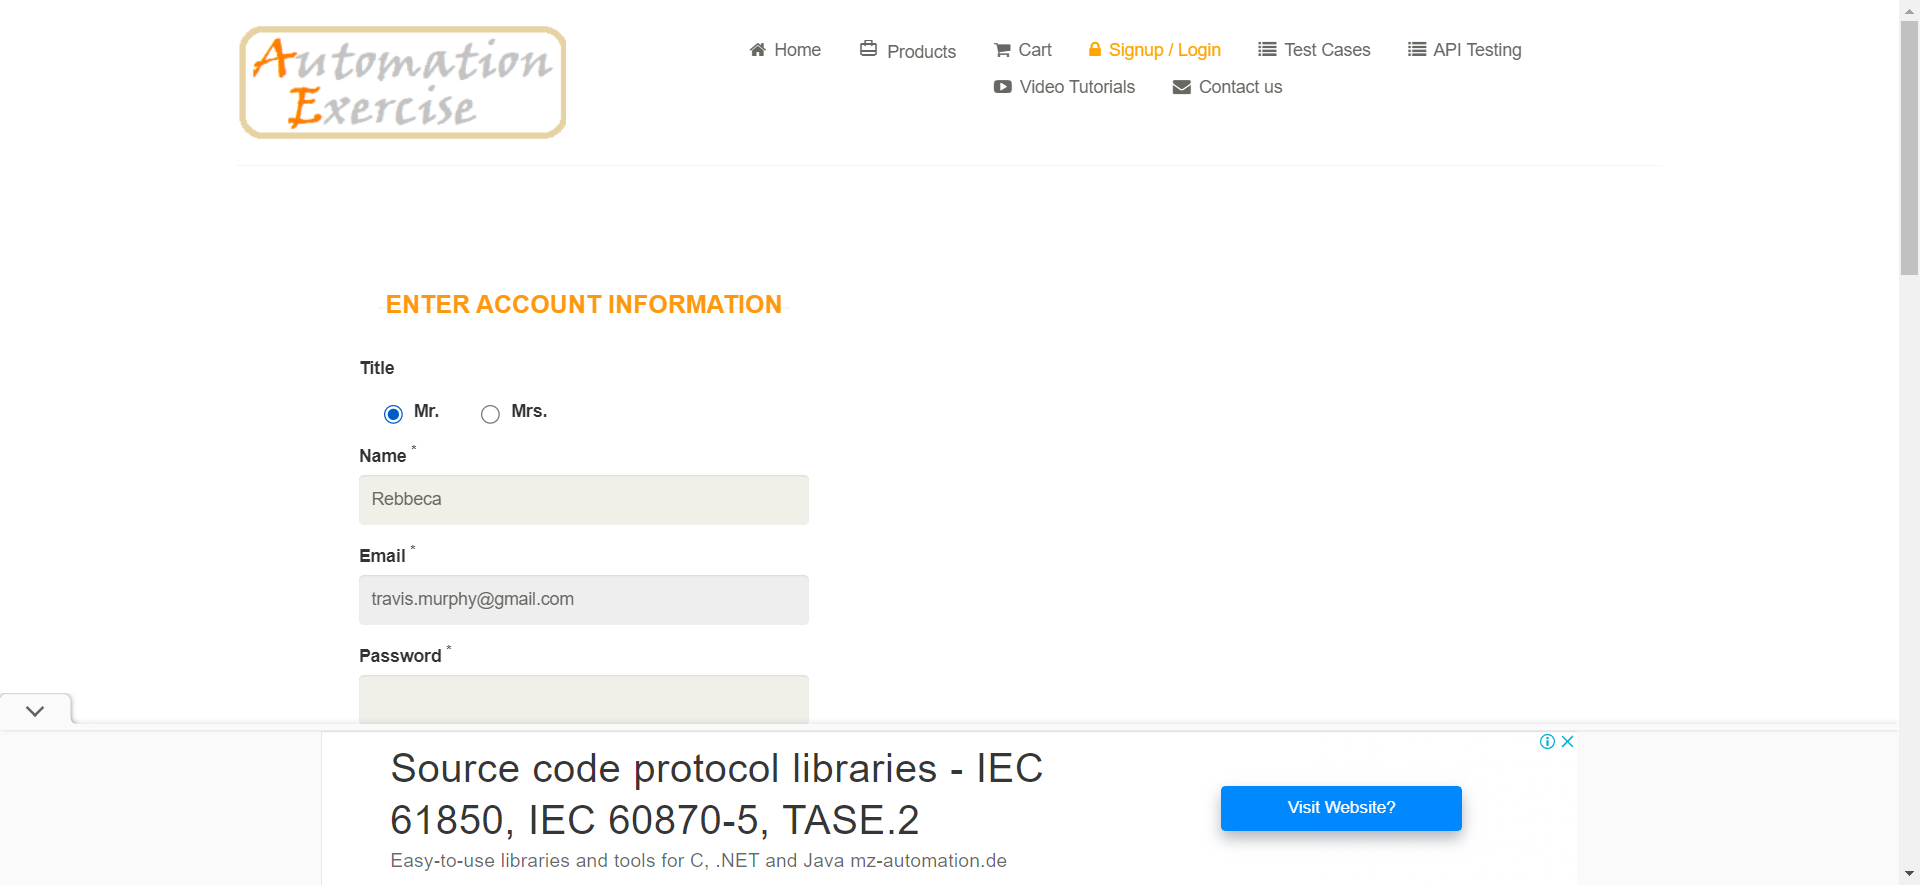 Automation
Exercise
Home
Products
Cart
Signup / Login
Test Cases
API Testing
Video Tutorials
Contact us
ENTER ACCOUNT INFORMATION
Title
Mr.
Mrs.
Name *
Rebbeca
Email *
travis.murphy@gmail.com
Password *
Source code protocol libraries - IEC
61850, IEC 60870-5, TASE.2
Easy-to-use libraries and tools for C, .NET and Java mz-automation.de
Visit Website?